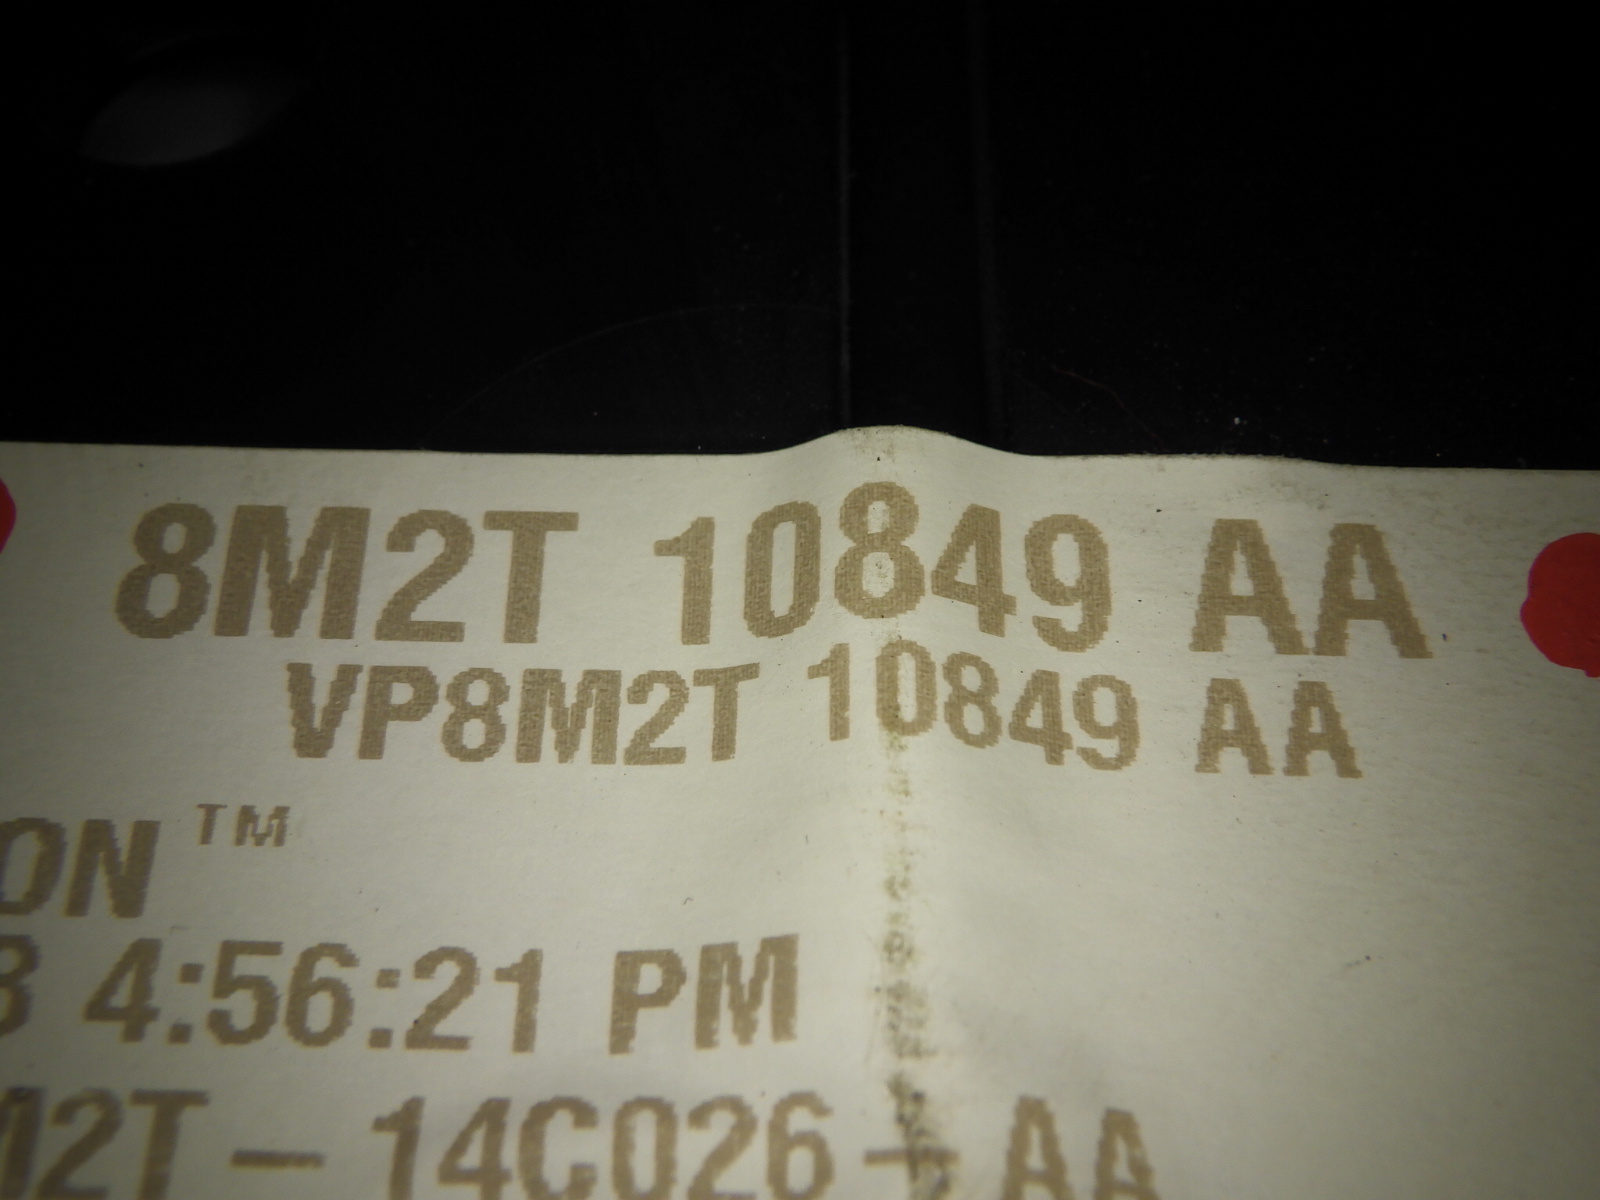 8M2T 10849 AA
VP8M2T 10849 AA
ON ™
4:56:21 PM
M2T-14C026-AA